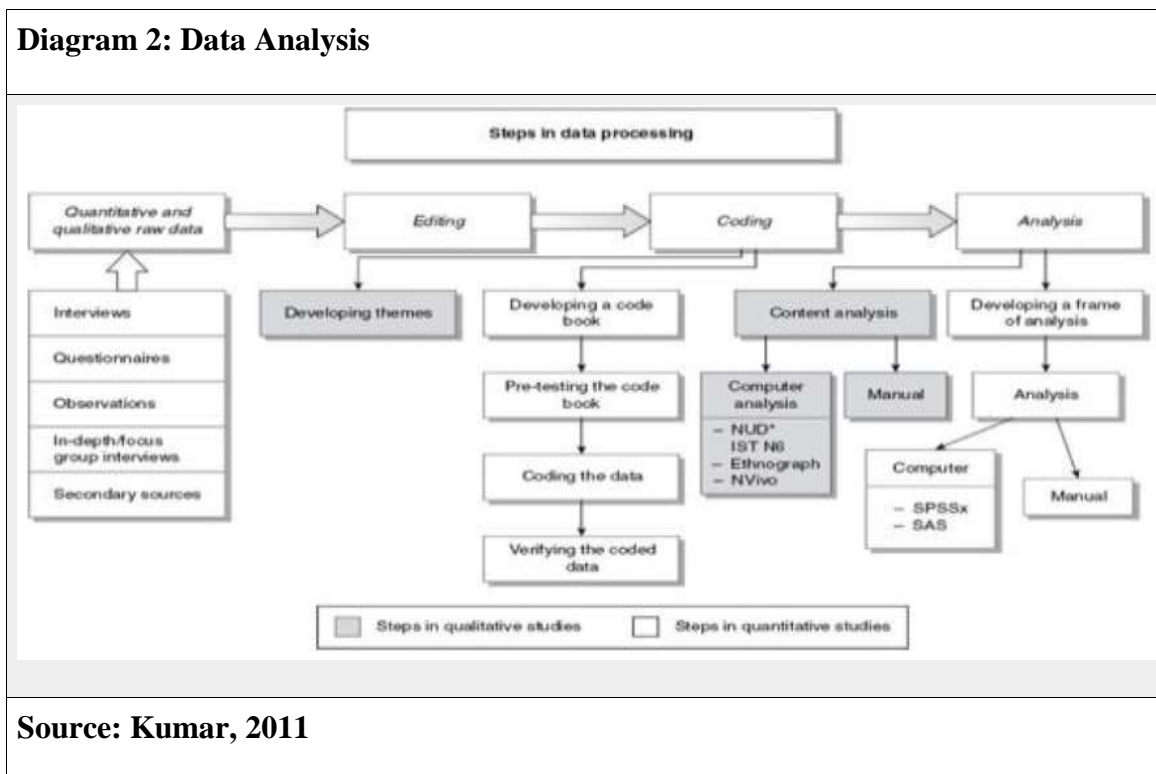 Diagram 2: Data Analysis
Steps in data processing
Quantitative and
qualitative raw data
Editing
Coding
Analysis
Interviews
Questionnaires
Observations
In-depth/focus
group interviews
Secondary sources
Developing themes
Developing a code
book
Pre-testing the code
book
Coding the data
Verifying the coded
data
Content analysis
Computer
analysis
– NUD*
IST N6
– Ethnograph
– NVivo
Manual
Developing a frame
of analysis
Analysis
Computer
– SPSSx
– SAS
Manual
Steps in qualitative studies
Steps in quantitative studies
Source: Kumar, 2011